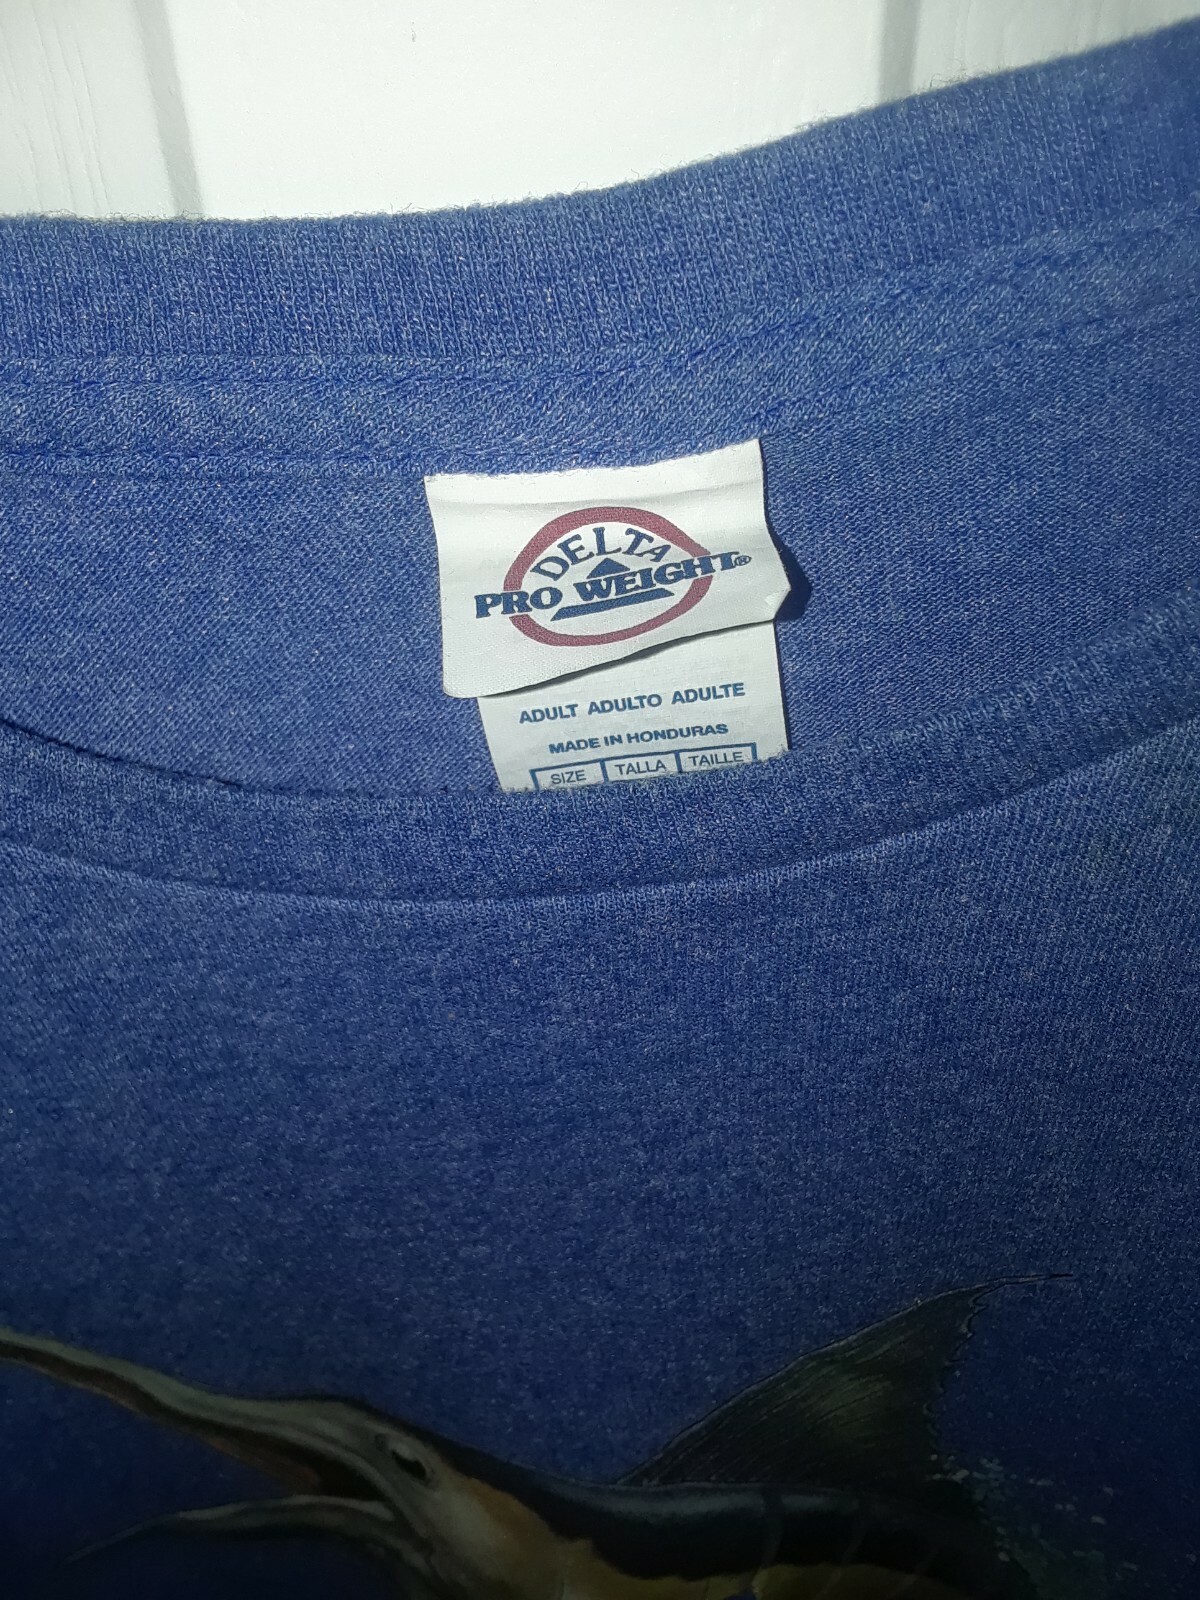 DELTA
PRO WEIGHT®
ADULT ADULTO ADULTE
MADE IN HONDURAS
SIZE TALLA TAILLE